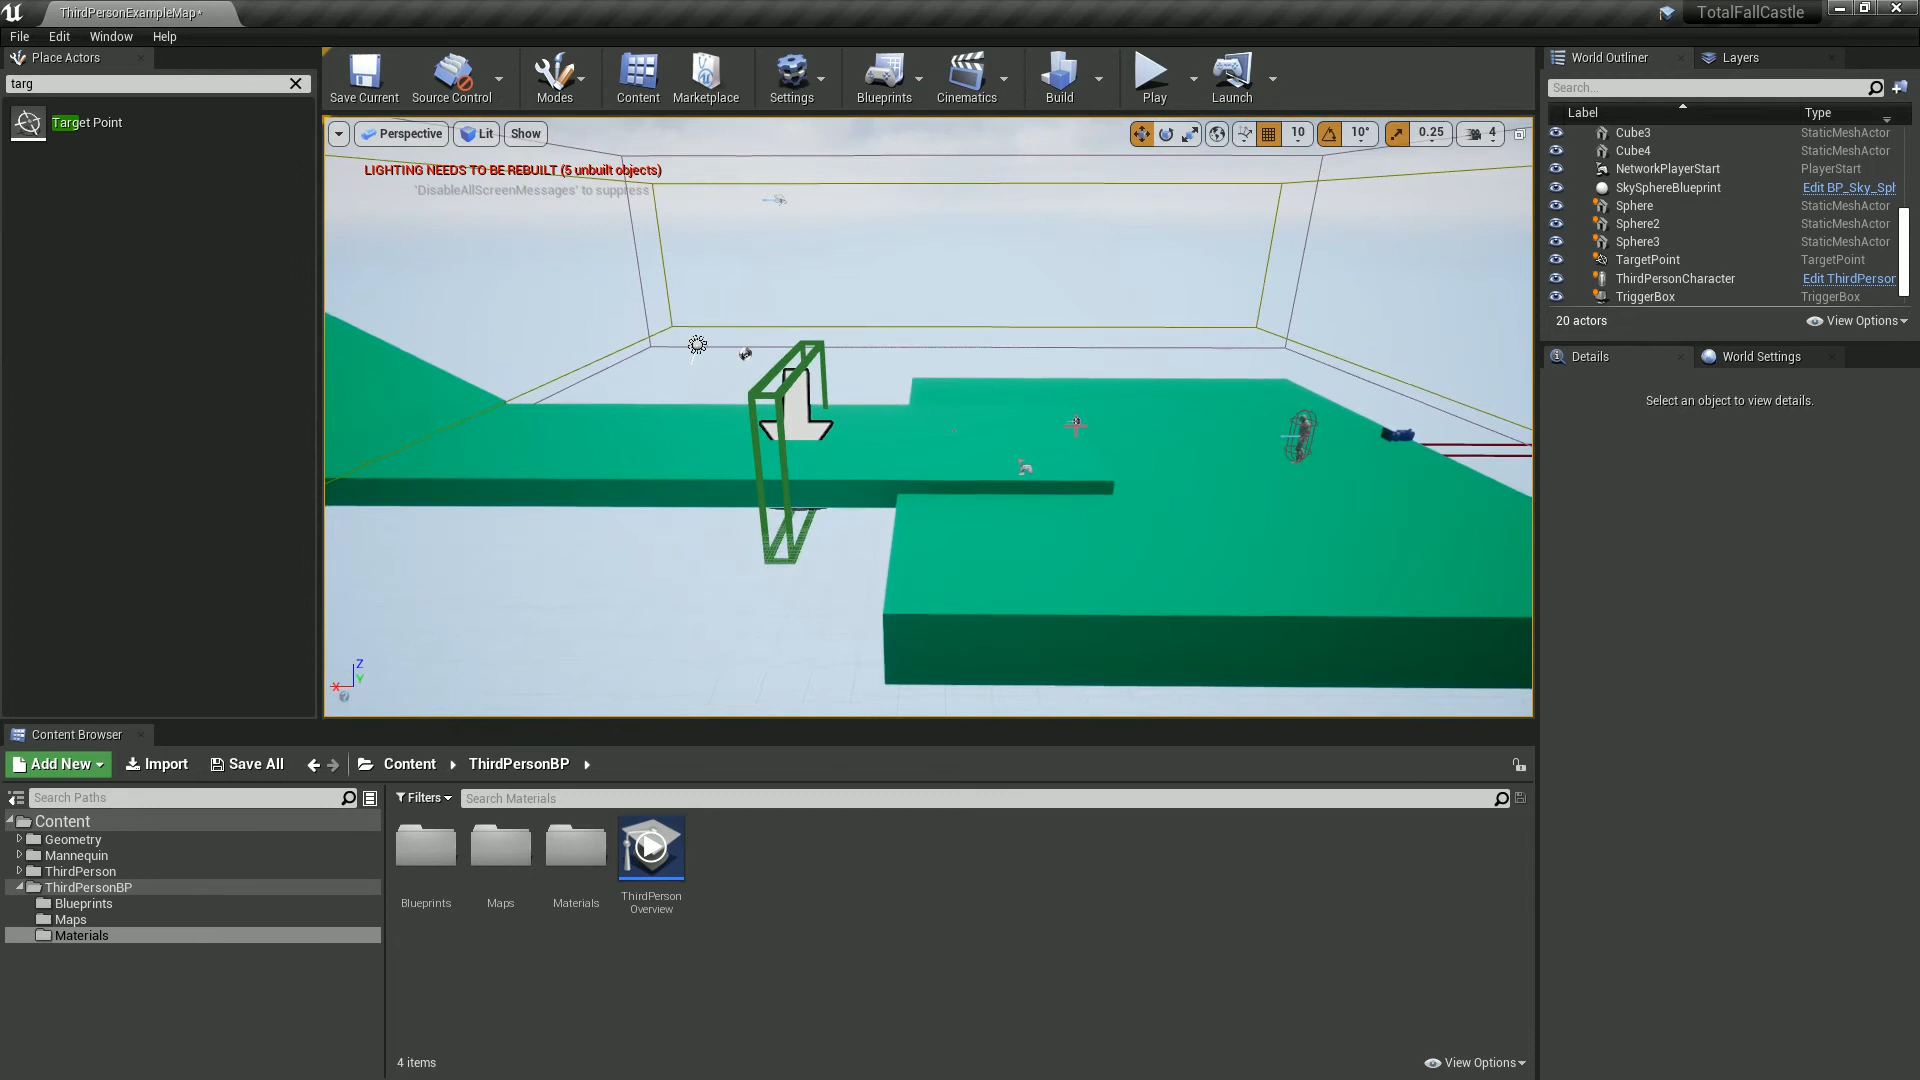 ThirdPersonExampleMap*
TotalFallCastle
File Edit Window Help
Place Actors
targ
Target Point
Save Current
Source Control
Modes
Content
Marketplace
Settings
Blueprints
Cinematics
Build
Play
Launch
Perspective
Lit
Show
10
10°
0.25
4
LIGHTING NEEDS TO BE REBUILT (5 unbuilt objects)
'DisableAllScreenMessages' to suppress
Z
Y
X
World Outliner
Layers
Search...
Label Type
Cube3 StaticMeshActor
Cube4 StaticMeshActor
NetworkPlayerStart PlayerStart
SkySphereBlueprint Edit BP_Sky_Sph
Sphere StaticMeshActor
Sphere2 StaticMeshActor
Sphere3 StaticMeshActor
TargetPoint TargetPoint
ThirdPersonCharacter Edit ThirdPerson
TriggerBox TriggerBox
20 actors
View Options
Details
World Settings
Select an object to view details.
Content Browser
Add New
Import
Save All
Content
ThirdPersonBP
Search Paths
Filters
Search Materials
Content
Geometry
Mannequin
ThirdPerson
ThirdPersonBP
Blueprints
Maps
Materials
Blueprints
Maps
Materials
ThirdPerson
Overview
4 items
View Options